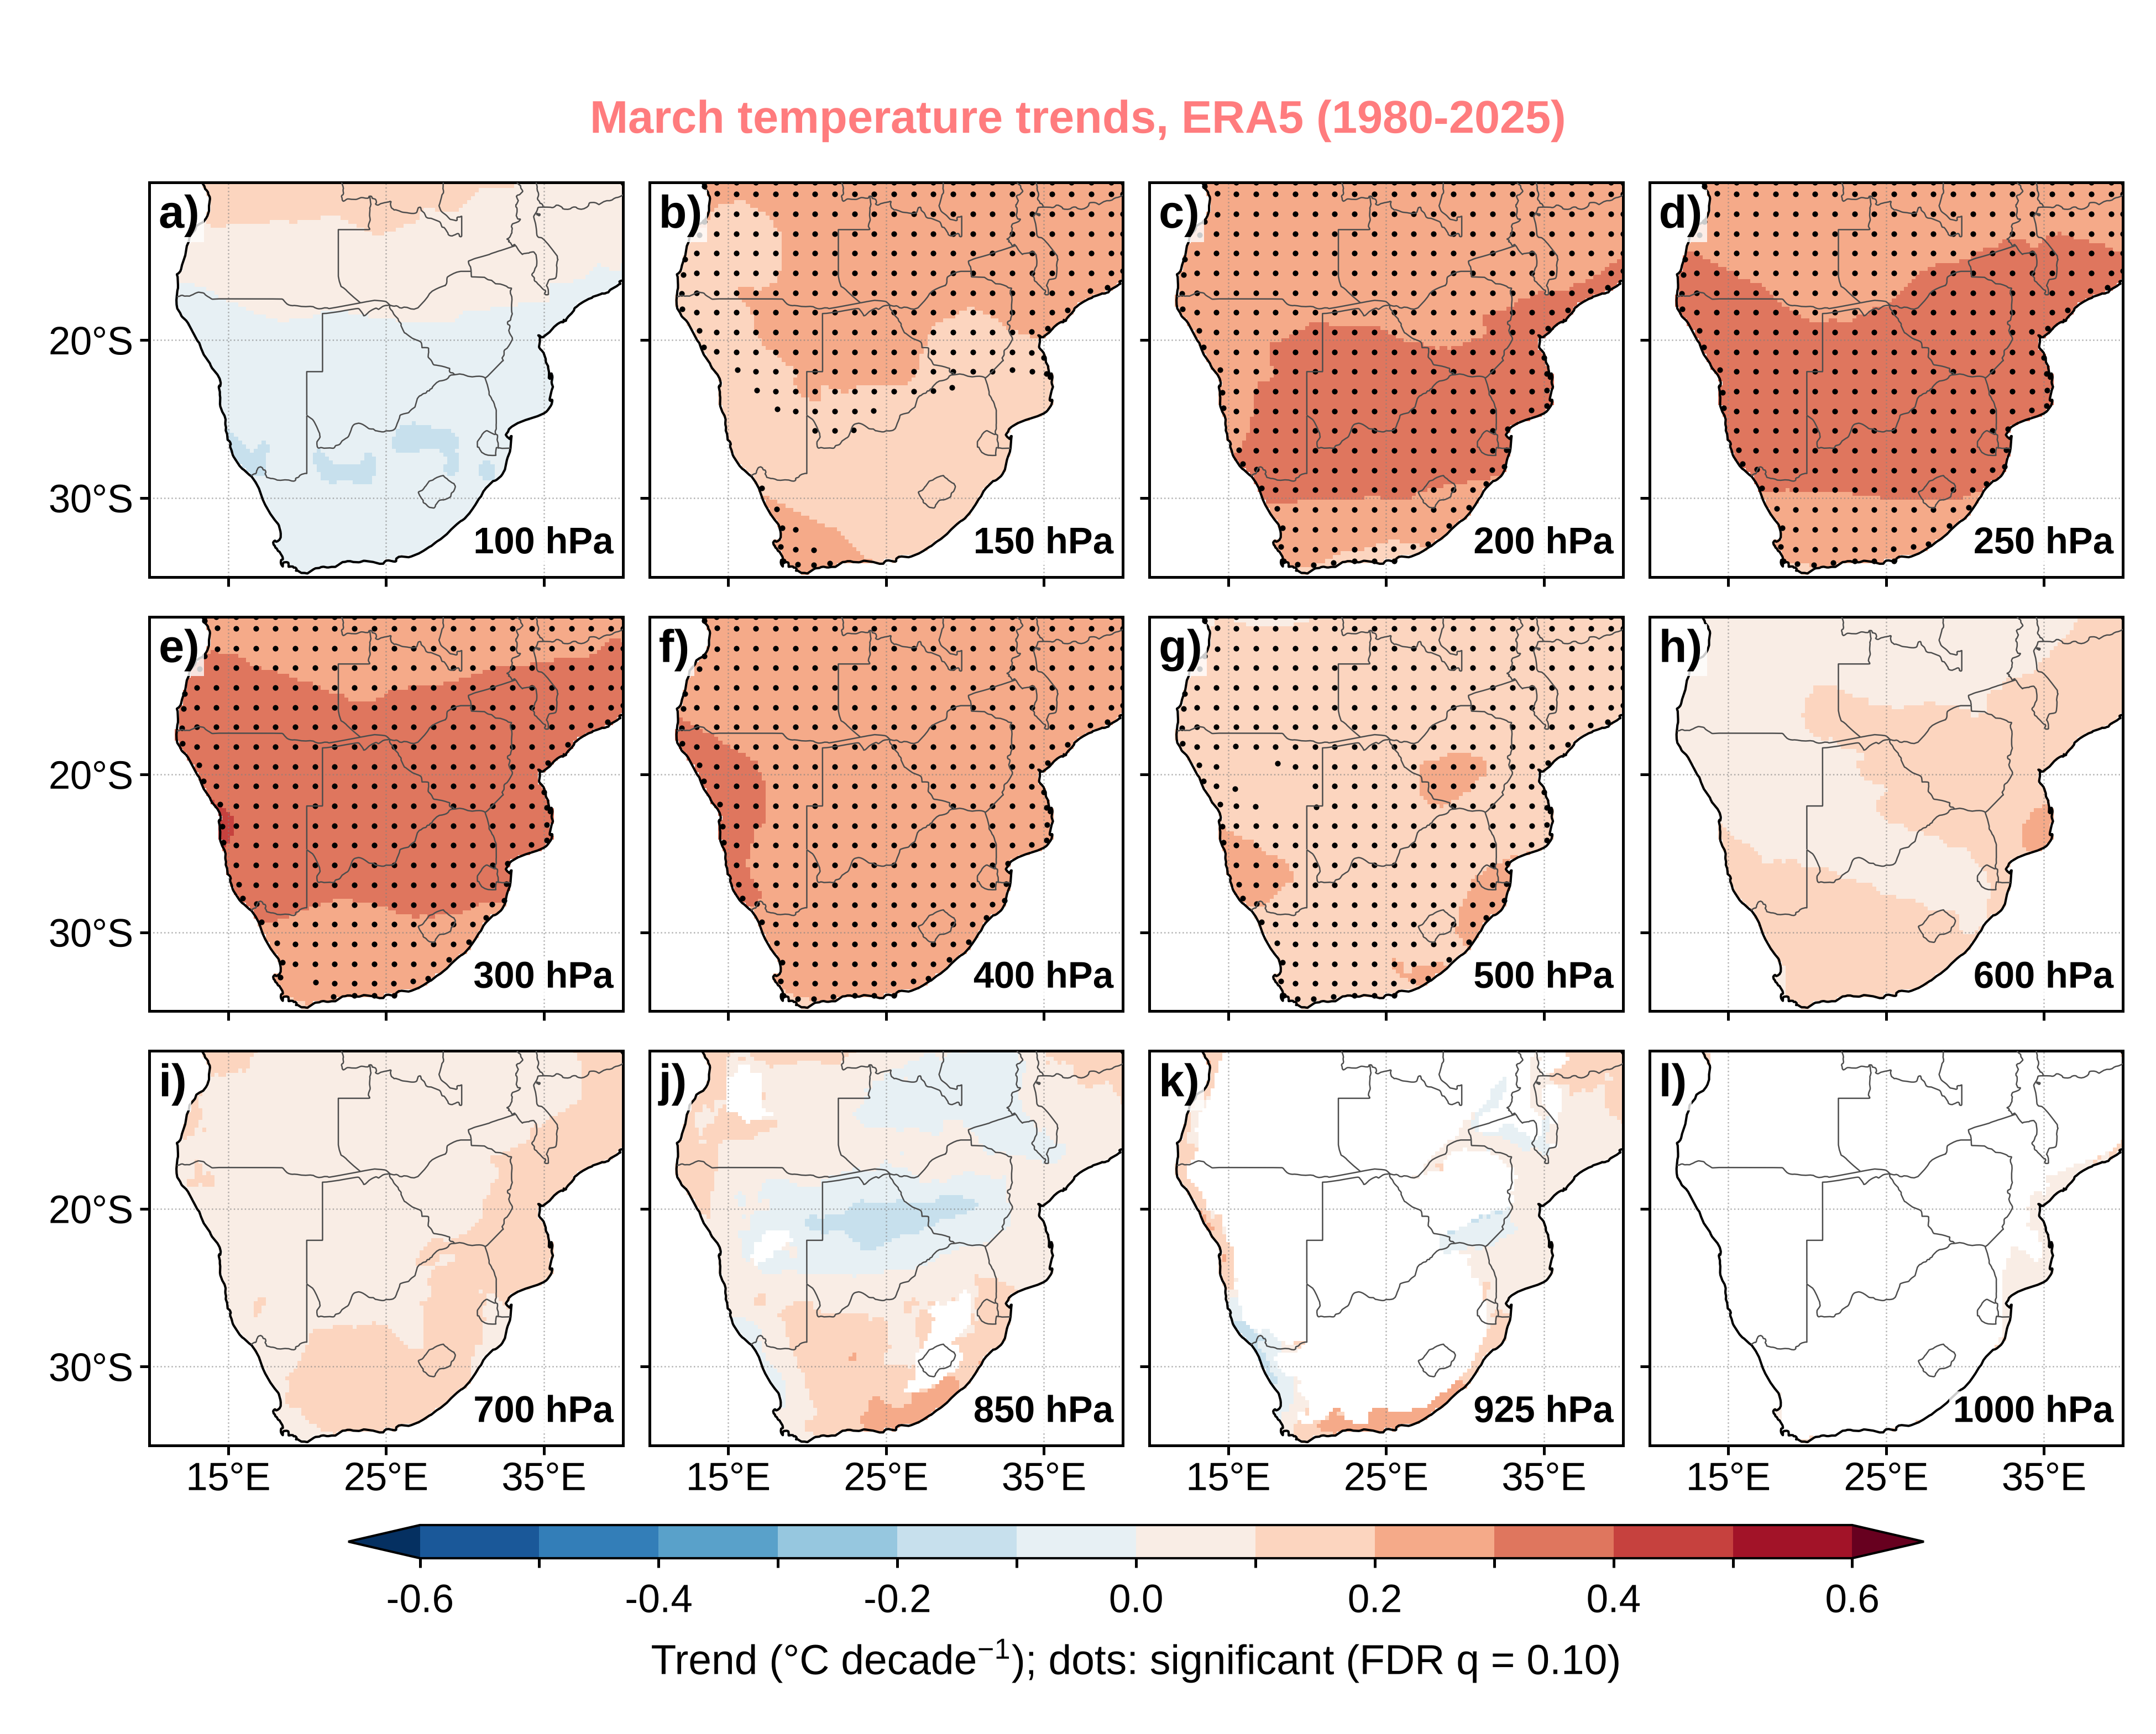 March temperature trends, ERA5 (1980-2025)
a) b) c) d)
20°S
30°S
100 hPa 150 hPa 200 hPa 250 hPa
e) f) g) h)
20°S
30°S
300 hPa 400 hPa 500 hPa 600 hPa
i) j) k) l)
20°S
30°S
700 hPa 850 hPa 925 hPa 1000 hPa
15°E 25°E 35°E 15°E 25°E 35°E 15°E 25°E 35°E 15°E 25°E 35°E
-0.6 -0.4 -0.2 0.0 0.2 0.4 0.6
Trend (°C decade⁻¹); dots: significant (FDR q = 0.10)